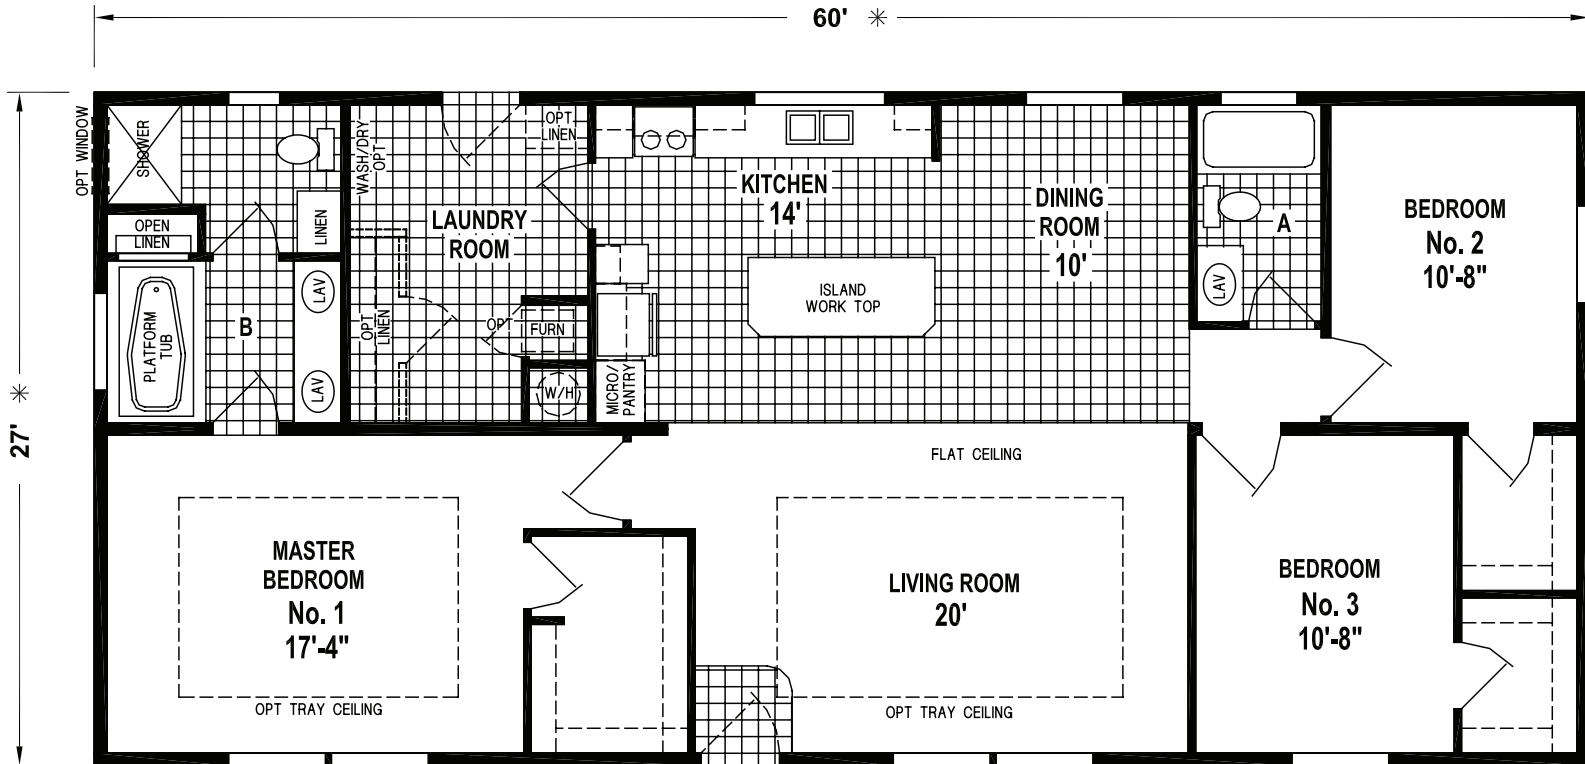 60' ✳
27' ✳
OPT WINDOW
SHOWER
OPEN
LINEN
LINEN
PLATFORM
TUB
B
LAV
LAV
WASH/DRY
OPT
OPT
LINEN
LAUNDRY
ROOM
OPT
LINEN
OPT
FURN
W/H
MICRO/
PANTRY
KITCHEN
14'
ISLAND
WORK TOP
DINING
ROOM
10'
A
LAV
BEDROOM
No. 2
10'-8"
MASTER
BEDROOM
No. 1
17'-4"
OPT TRAY CEILING
FLAT CEILING
LIVING ROOM
20'
OPT TRAY CEILING
BEDROOM
No. 3
10'-8"